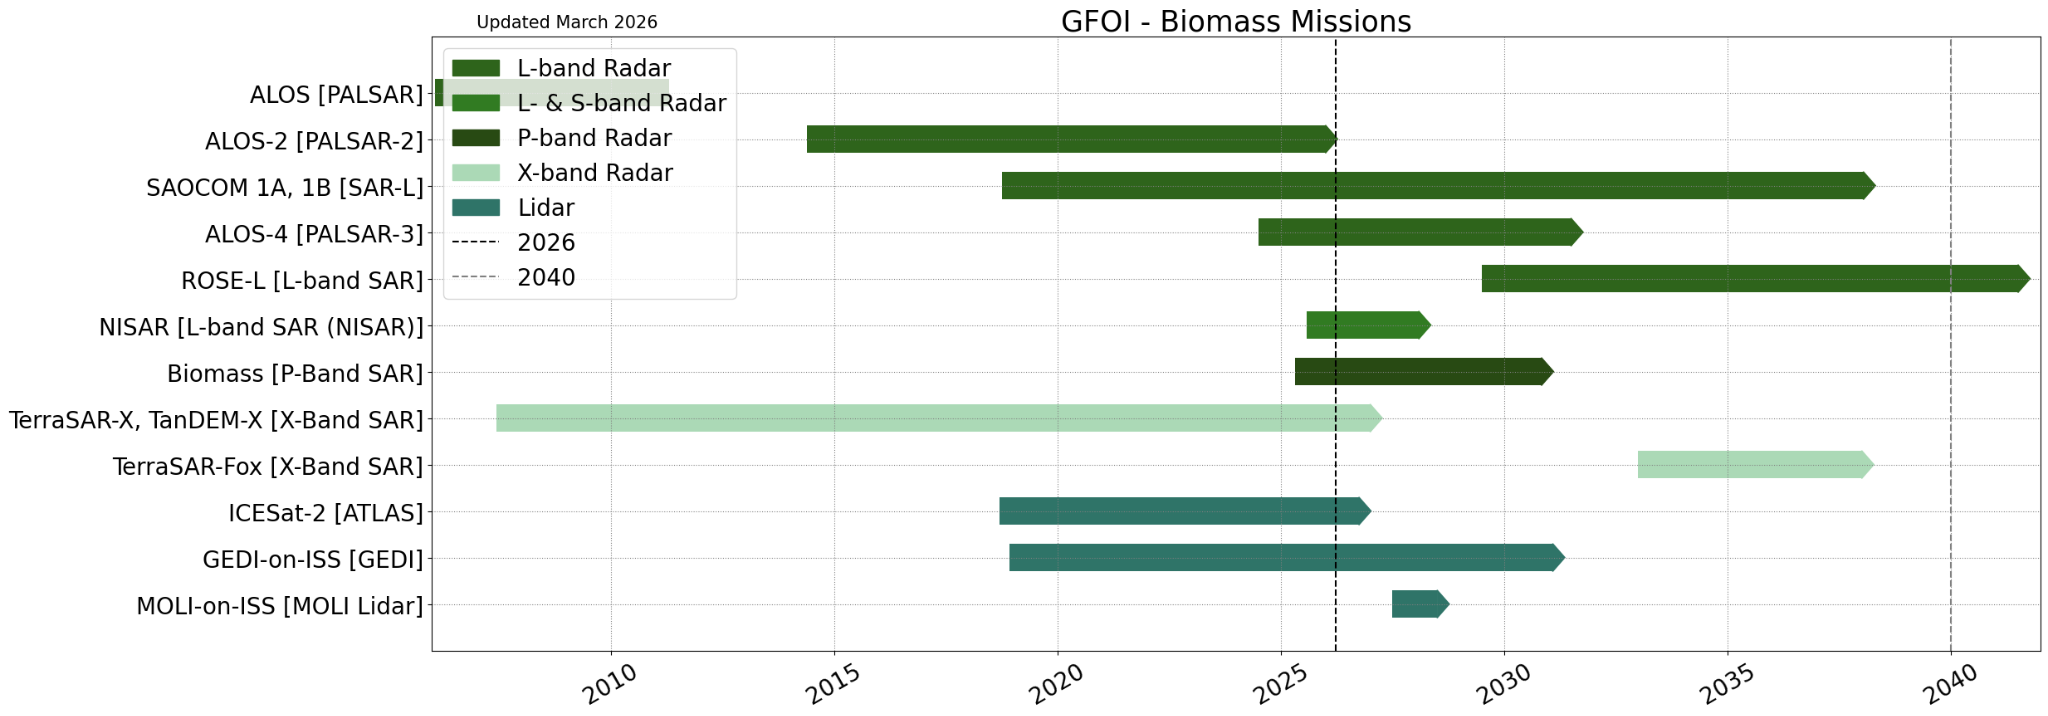 Updated March 2026
GFOI - Biomass Missions
L-band Radar
L- & S-band Radar
P-band Radar
X-band Radar
Lidar
2026
2040
ALOS [PALSAR]
ALOS-2 [PALSAR-2]
SAOCOM 1A, 1B [SAR-L]
ALOS-4 [PALSAR-3]
ROSE-L [L-band SAR]
NISAR [L-band SAR (NISAR)]
Biomass [P-Band SAR]
TerraSAR-X, TanDEM-X [X-Band SAR]
TerraSAR-Fox [X-Band SAR]
ICESat-2 [ATLAS]
GEDI-on-ISS [GEDI]
MOLI-on-ISS [MOLI Lidar]
2010
2015
2020
2025
2030
2035
2040